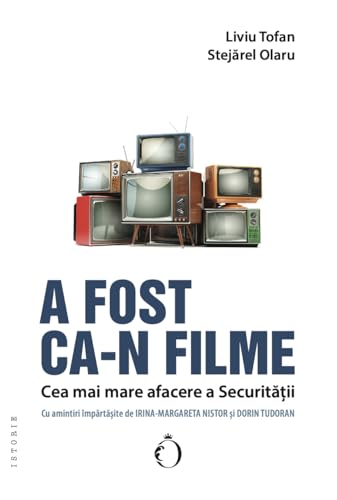 Liviu Tofan
Stejărel Olaru
A FOST
CA-N FILME
Cea mai mare afacere a Securității
Cu amintiri împărtășite de IRINA-MARGARETA NISTOR și DORIN TUDORAN
ISTORIE